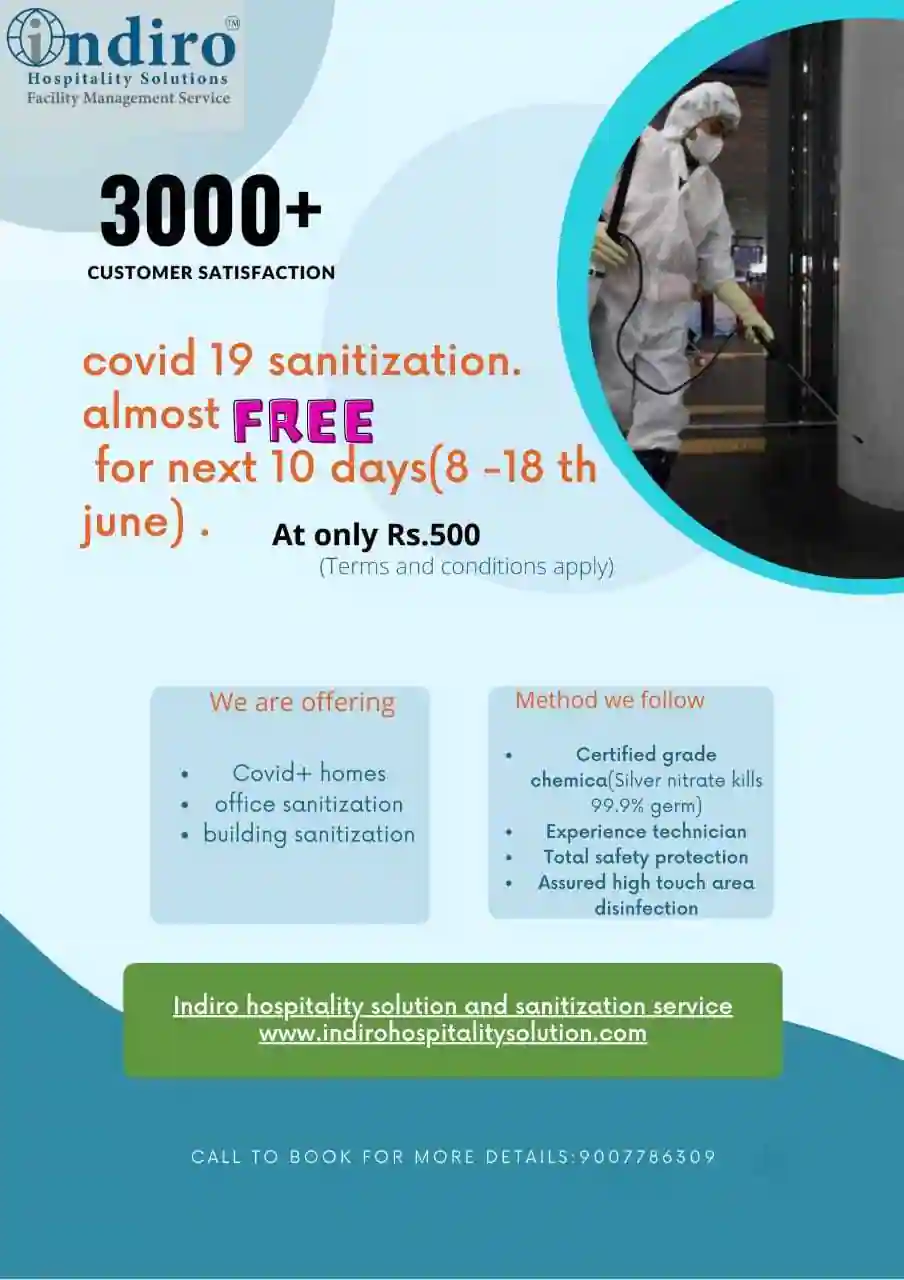 indiro TM
Hospitality Solutions
Facility Management Service
3000+
CUSTOMER SATISFACTION
covid 19 sanitization.
almost FREE
for next 10 days(8 -18 th
june) .
At only Rs.500
(Terms and conditions apply)
We are offering
• Covid+ homes
• office sanitization
• building sanitization
Method we follow
• Certified grade
chemica(Silver nitrate kills
99.9% germ)
• Experience technician
• Total safety protection
• Assured high touch area
disinfection
Indiro hospitality solution and sanitization service
www.indirohospitalitysolution.com
CALL TO BOOK FOR MORE DETAILS:9007786309